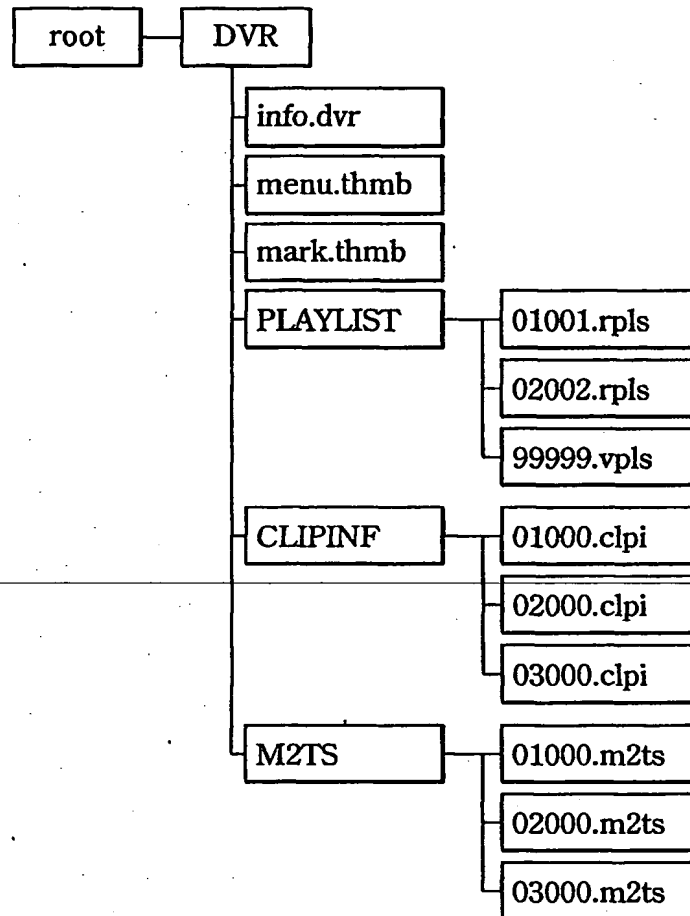 root DVR
info.dvr
menu.thmb
mark.thmb
PLAYLIST 01001.rpls
02002.rpls
99999.vpls
CLIPINF 01000.clpi
02000.clpi
03000.clpi
M2TS 01000.m2ts
02000.m2ts
03000.m2ts